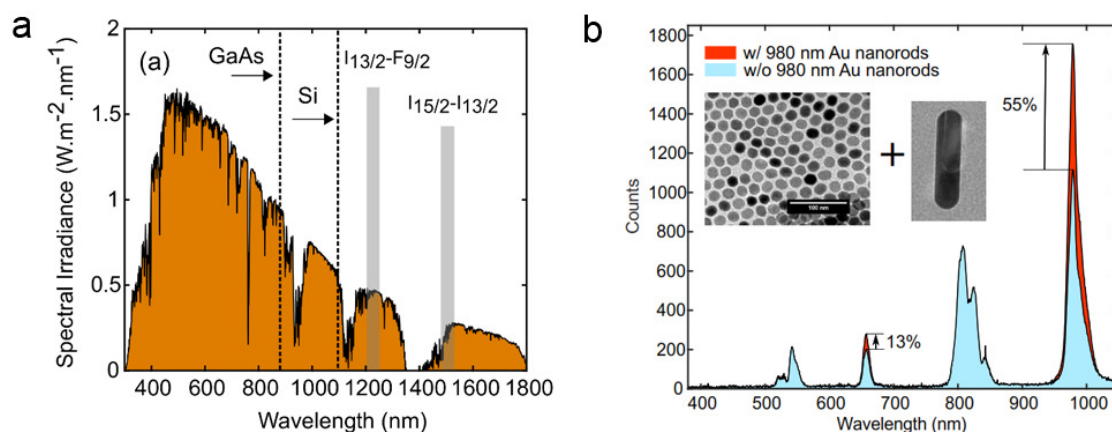 a
(a)
GaAs
Si
I13/2-F9/2
I15/2-I13/2
Spectral Irradiance (W.m-2.nm-1)
2
1.5
1
0.5
0
400 600 800 1000 1200 1400 1600 1800
Wavelength (nm)
b
w/ 980 nm Au nanorods
w/o 980 nm Au nanorods
100 nm
+
55%
13%
Counts
1800
1600
1400
1200
1000
800
600
400
200
0
400 500 600 700 800 900 1000
Wavelength (nm)